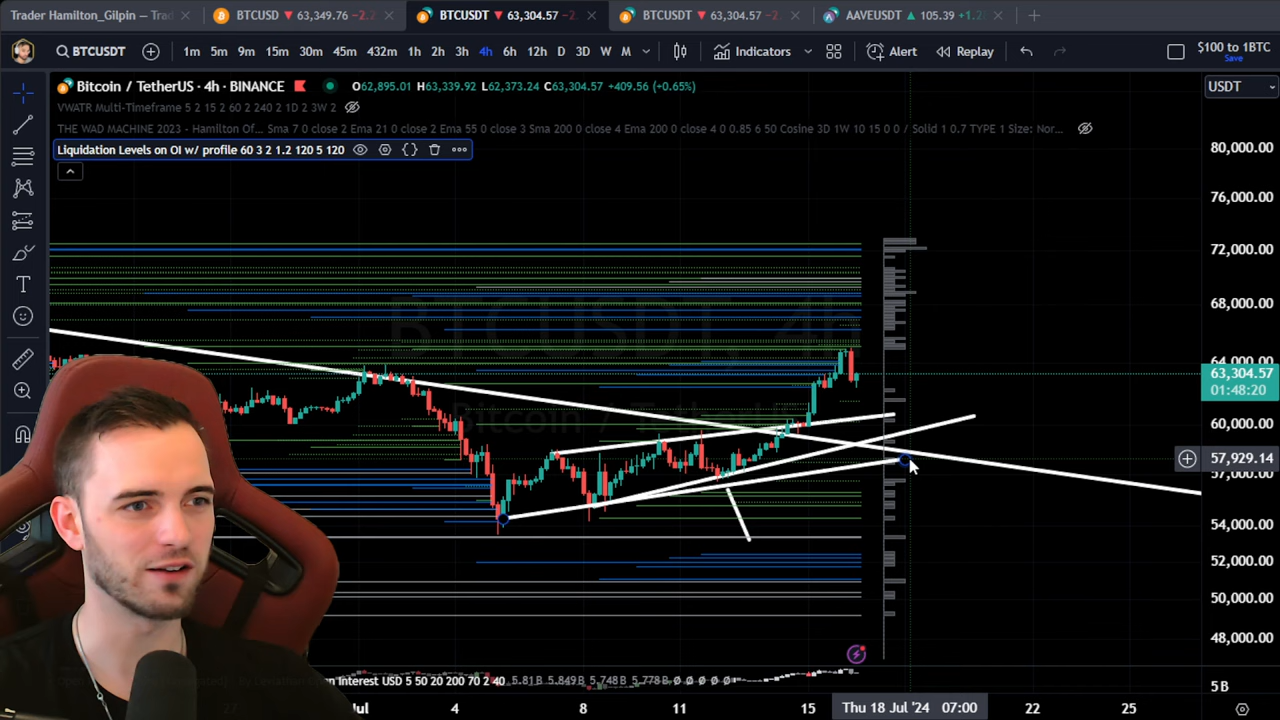 Trader Hamilton_Gilpin — Trad
BTCUSD 63,349.76 −2.2
BTCUSDT 63,304.57 −2.
BTCUSDT 63,304.57 −2.
AAVEUSDT 105.39 +1.2
BTCUSDT 1m 5m 9m 15m 30m 45m 432m 1h 2h 3h 4h 6h 12h D 3D W M Indicators Alert Replay $100 to 1BTC
Save
Bitcoin / TetherUS · 4h · BINANCE O62,895.01 H63,339.92 L62,373.24 C63,304.57 +409.56 (+0.65%) USDT
VWATR Multi-Timeframe 5 2 15 2 60 2 240 2 1D 2 3W 2
THE WAD MACHINE 2023 - Hamilton Of... Sma 7 0 close 2 Ema 21 0 close 2 Ema 55 0 close 3 Sma 200 0 close 4 Ema 200 0 close 4 0 0.85 6 50 Cosine 3D 1W 10 15 0 0 / Solid 1 0.7 TYPE 1 Size: Nor...
Liquidation Levels on OI w/ profile 60 3 2 1.2 120 5 120
80,000.00
76,000.00
72,000.00
68,000.00
BTCUSDT, 4h
64,000.00
63,304.57
01:48:20
Bitcoin / TetherUS
60,000.00
57,929.14
57,000.00
54,000.00
52,000.00
50,000.00
48,000.00
Interest USD 5 50 20 200 70 2 40 5.81B 5.849B 5.748B 5.778B Ø Ø Ø Ø Ø
5B
Jul 4 8 11 15 Thu 18 Jul '24 07:00 22 25